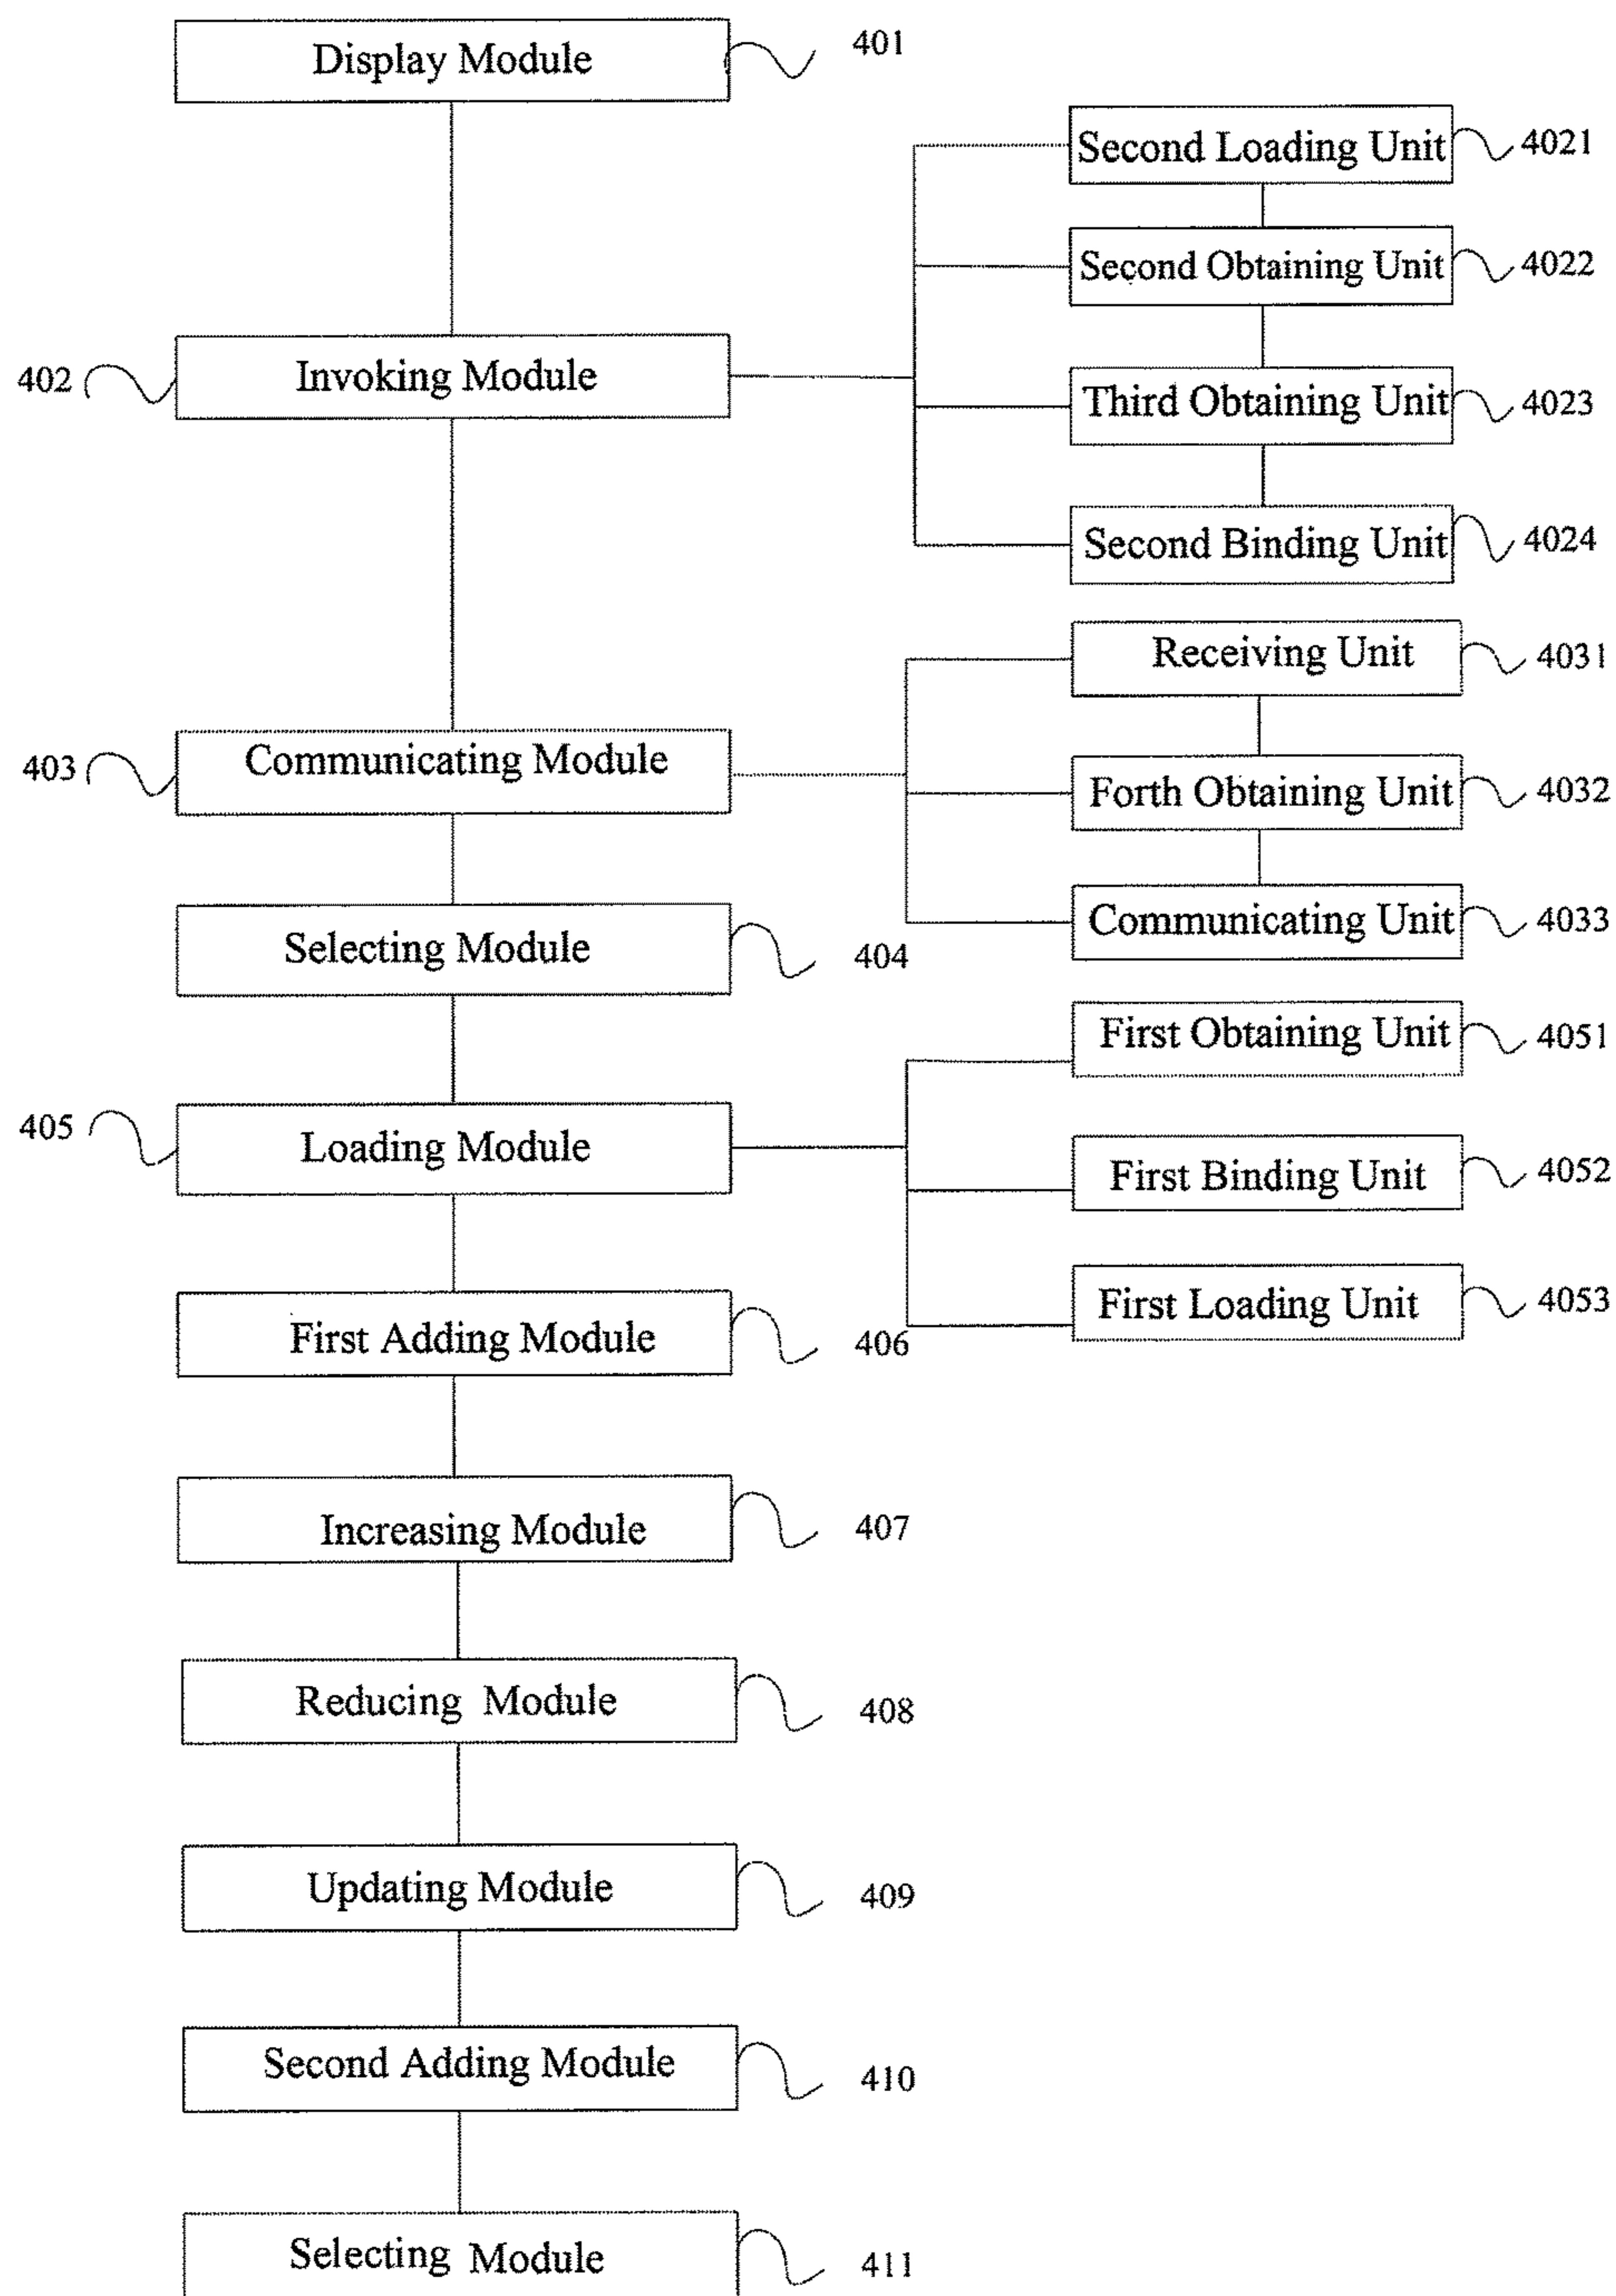 Display Module
401
Second Loading Unit
4021
Second Obtaining Unit
4022
402
Invoking Module
Third Obtaining Unit
4023
Second Binding Unit
4024
Receiving Unit
4031
403
Communicating Module
Forth Obtaining Unit
4032
Communicating Unit
4033
Selecting Module
404
First Obtaining Unit
4051
405
Loading Module
First Binding Unit
4052
First Loading Unit
4053
First Adding Module
406
Increasing Module
407
Reducing Module
408
Updating Module
409
Second Adding Module
410
Selecting Module
411